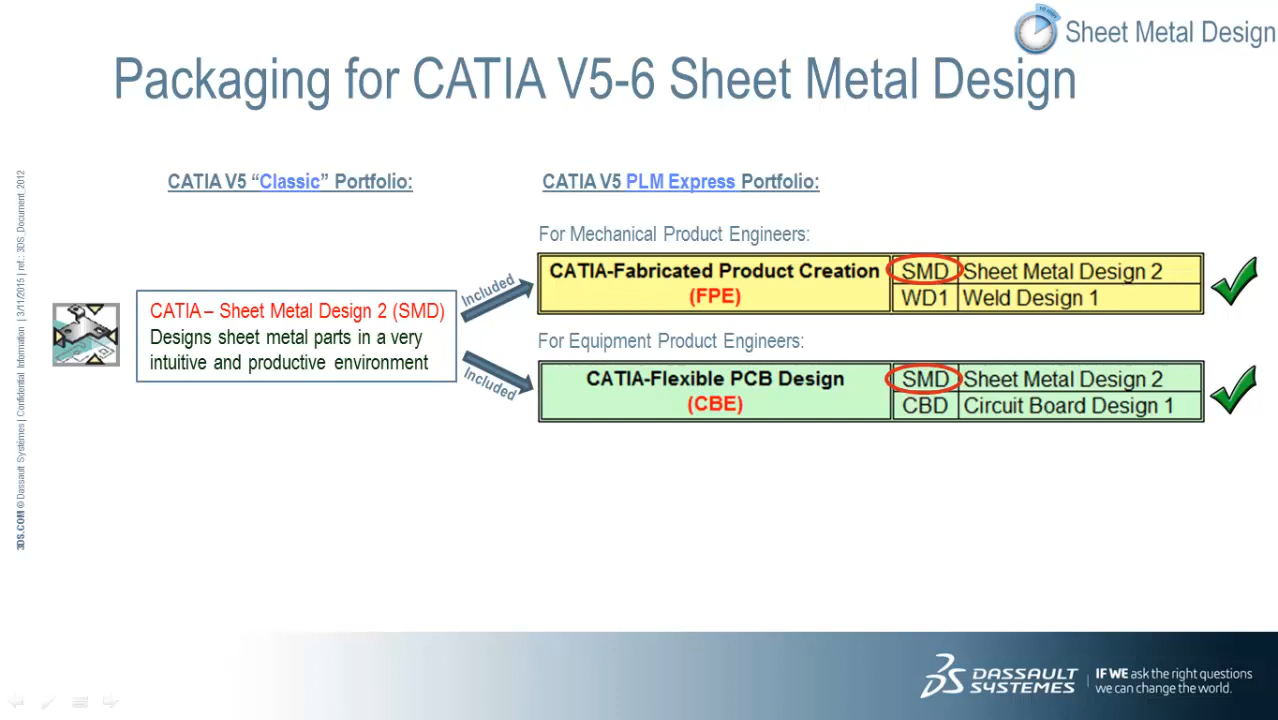 10 MINS
Sheet Metal Design
Packaging for CATIA V5-6 Sheet Metal Design
CATIA V5 “Classic” Portfolio:
CATIA V5 PLM Express Portfolio:
For Mechanical Product Engineers:
CATIA-Fabricated Product Creation
(FPE)
SMD Sheet Metal Design 2
WD1 Weld Design 1
Included
CATIA – Sheet Metal Design 2 (SMD)
Designs sheet metal parts in a very
intuitive and productive environment
Included
For Equipment Product Engineers:
CATIA-Flexible PCB Design
(CBE)
SMD Sheet Metal Design 2
CBD Circuit Board Design 1
3DS.COM © Dassault Systèmes | Confidential Information | 3/11/2015 | ref.: 3DS_Document_2012
DASSAULT
SYSTEMES
IF WE ask the right questions
we can change the world.